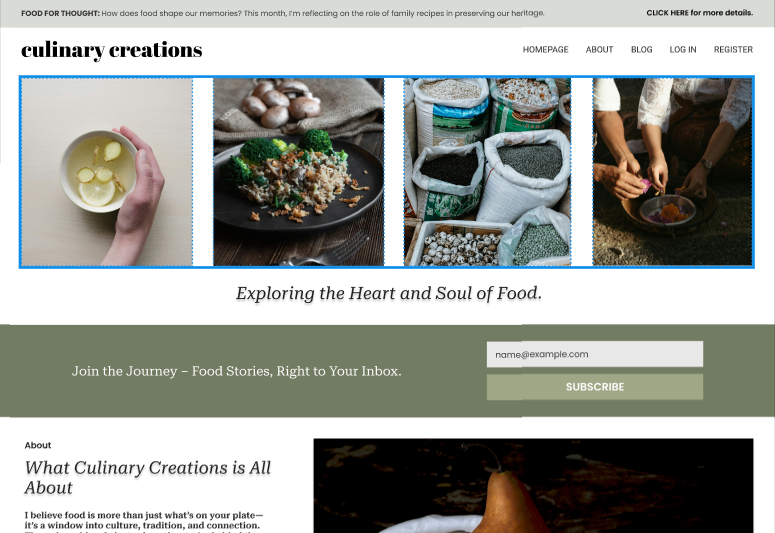 FOOD FOR THOUGHT: How does food shape our memories? This month, I'm reflecting on the role of family recipes in preserving our heritage.
CLICK HERE for more details.
culinary creations
HOMEPAGE ABOUT BLOG LOG IN REGISTER
Exploring the Heart and Soul of Food.
Join the Journey – Food Stories, Right to Your Inbox.
name@example.com
SUBSCRIBE
About
What Culinary Creations is All
About
I believe food is more than just what's on your plate—
it's a window into culture, tradition, and connection.